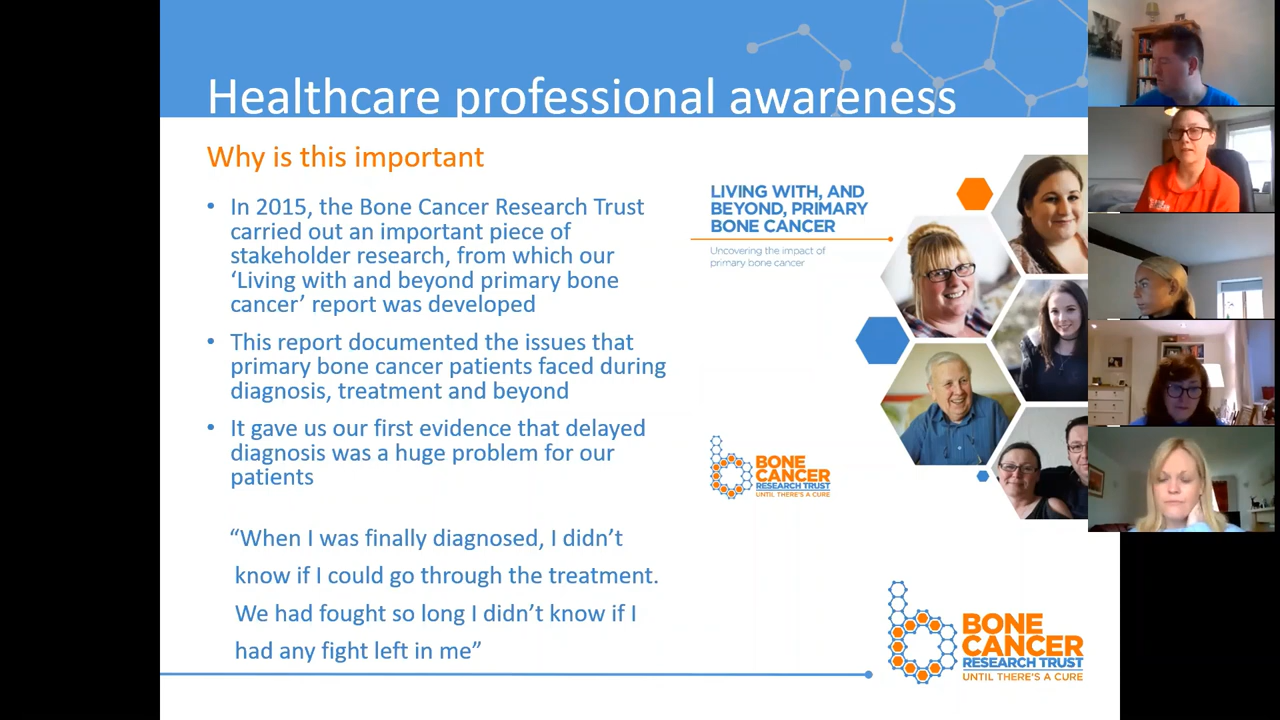 Healthcare professional awareness
Why is this important
• In 2015, the Bone Cancer Research Trust
carried out an important piece of
stakeholder research, from which our
‘Living with and beyond primary bone
cancer’ report was developed
• This report documented the issues that
primary bone cancer patients faced during
diagnosis, treatment and beyond
• It gave us our first evidence that delayed
diagnosis was a huge problem for our
patients
“When I was finally diagnosed, I didn’t
know if I could go through the treatment.
We had fought so long I didn’t know if I
had any fight left in me”
LIVING WITH, AND
BEYOND, PRIMARY
BONE CANCER
Uncovering the impact of
primary bone cancer
BONE
CANCER
RESEARCH TRUST
UNTIL THERE'S A CURE
BONE
CANCER
RESEARCH TRUST
UNTIL THERE'S A CURE